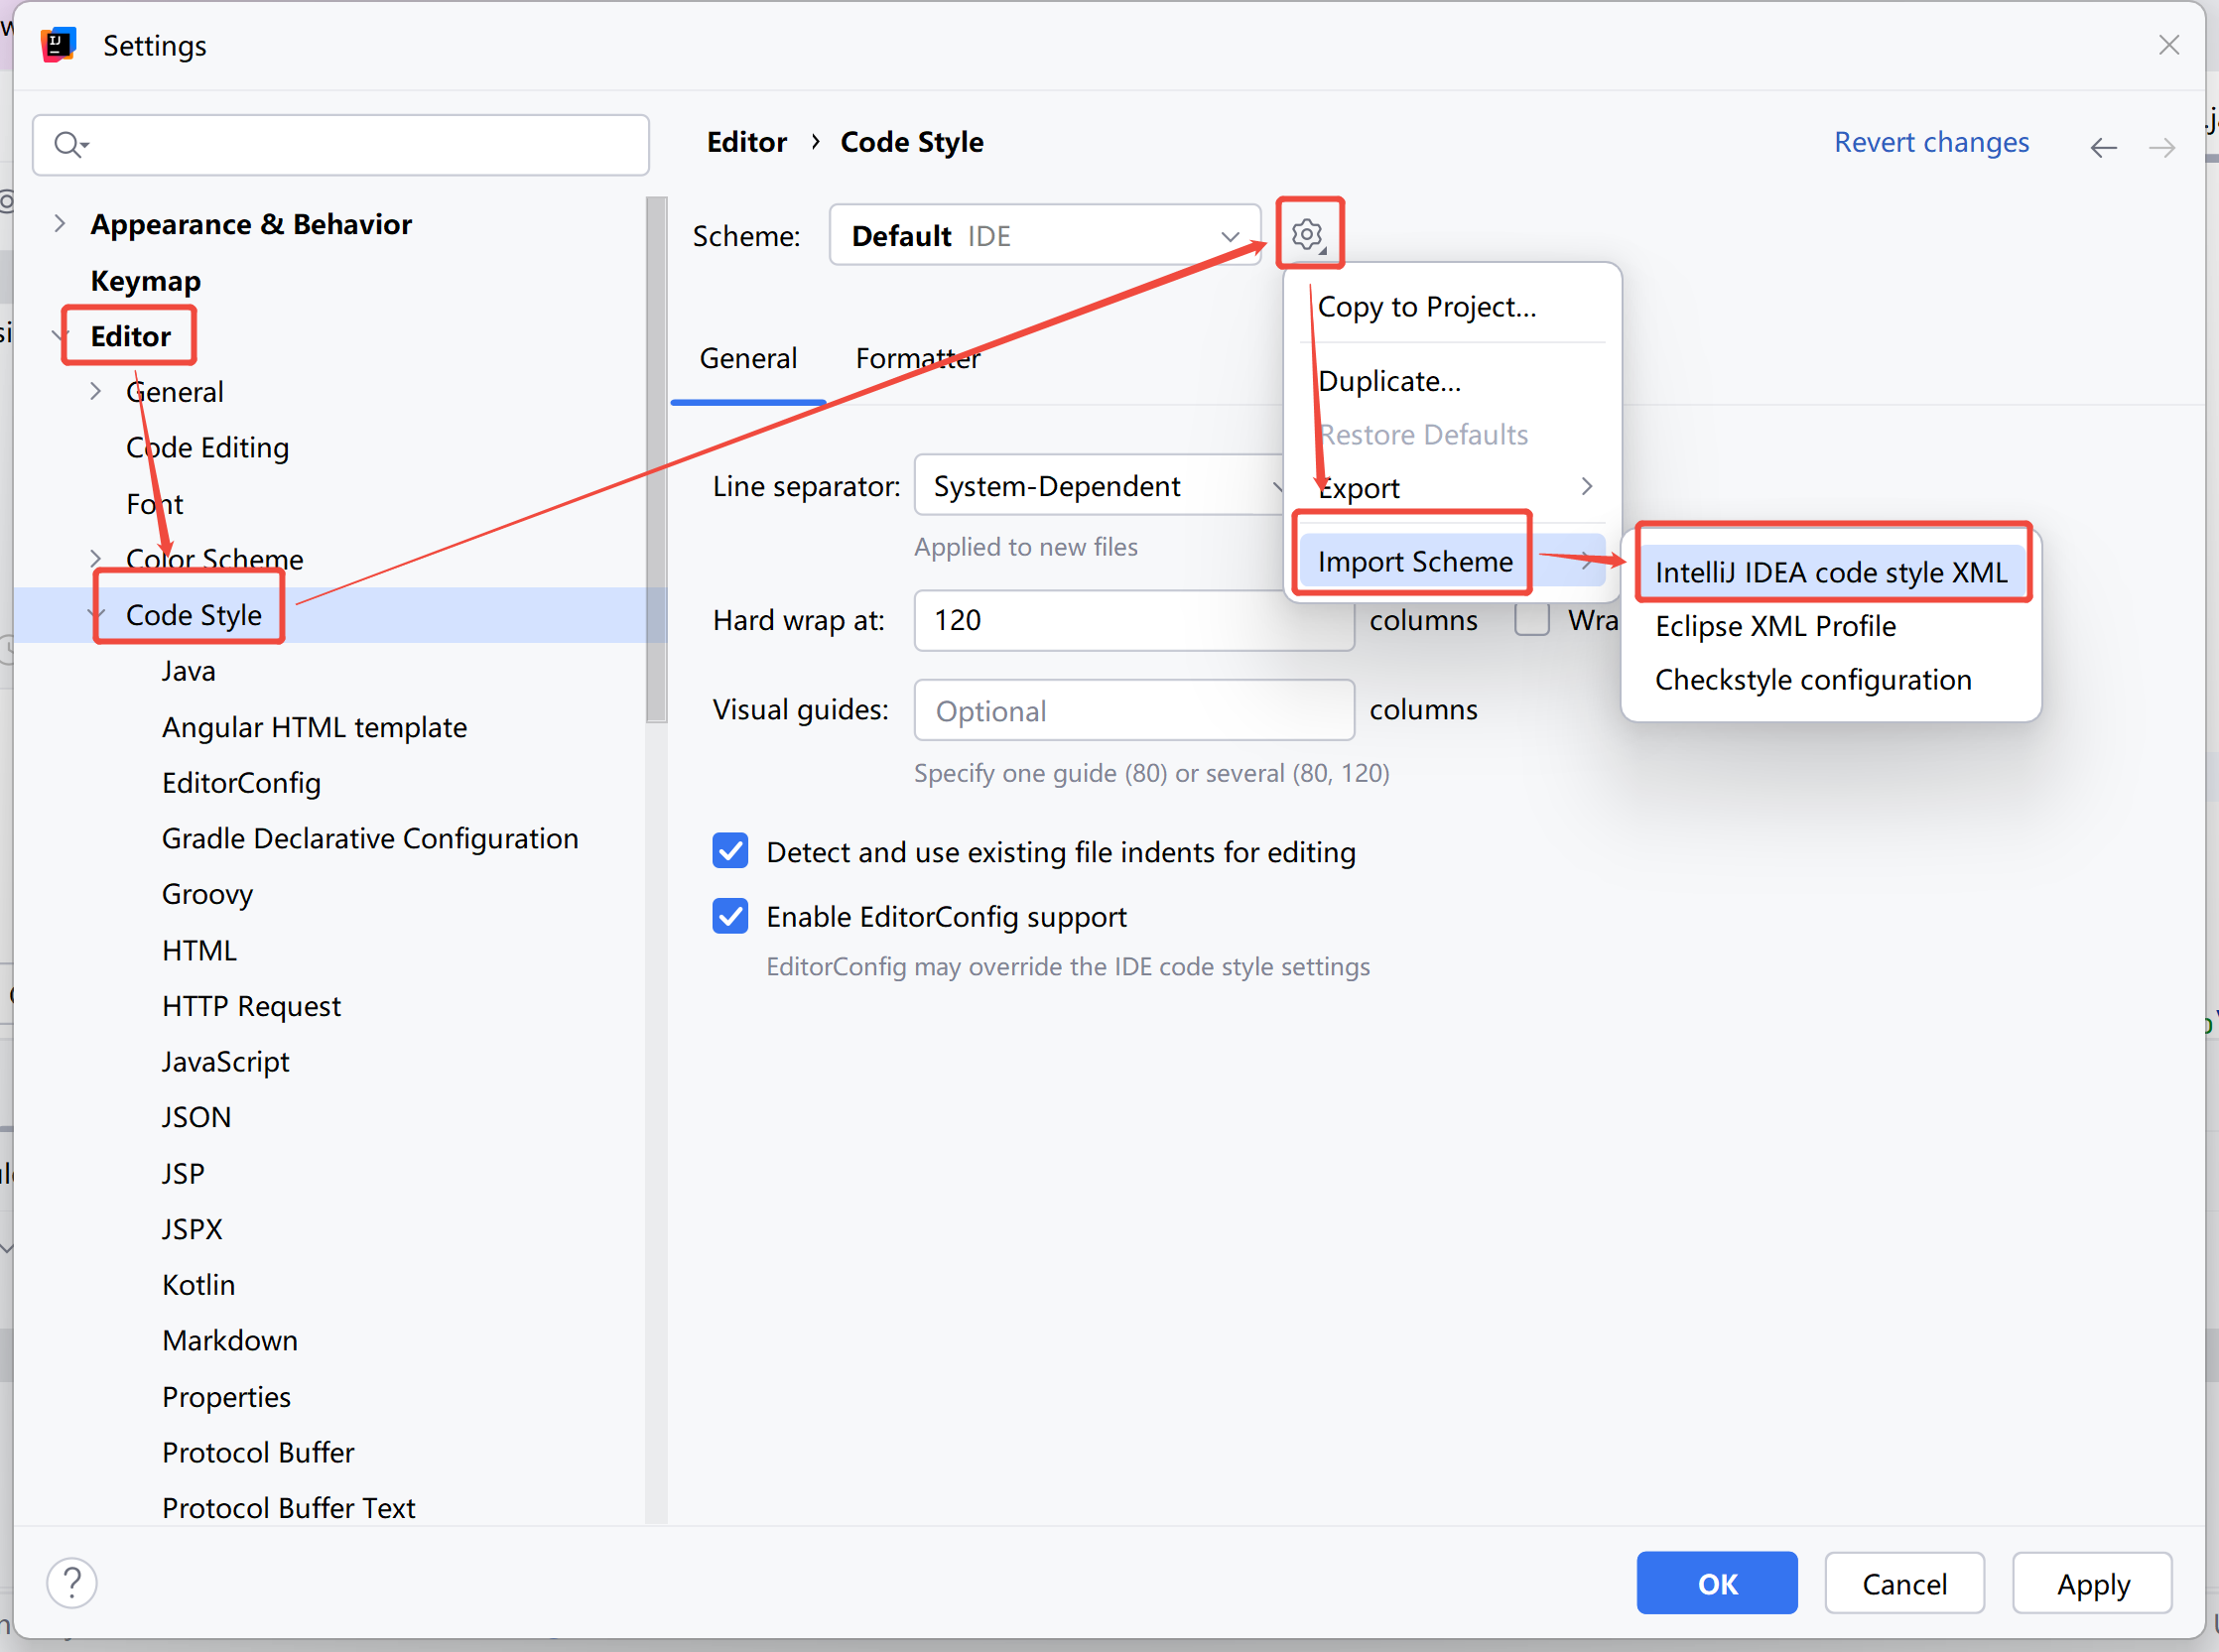 Settings
Editor › Code Style
Revert changes
Appearance & Behavior
Keymap
Editor
General
Code Editing
Font
Color Scheme
Code Style
Java
Angular HTML template
EditorConfig
Gradle Declarative Configuration
Groovy
HTML
HTTP Request
JavaScript
JSON
JSP
JSPX
Kotlin
Markdown
Properties
Protocol Buffer
Protocol Buffer Text
Scheme: Default IDE
General Formatter
Line separator: System-Dependent
Applied to new files
Hard wrap at: 120 columns
Visual guides: Optional columns
Specify one guide (80) or several (80, 120)
Detect and use existing file indents for editing
Enable EditorConfig support
EditorConfig may override the IDE code style settings
Copy to Project...
Duplicate...
Restore Defaults
Export
Import Scheme
IntelliJ IDEA code style XML
Eclipse XML Profile
Checkstyle configuration
?
OK Cancel Apply